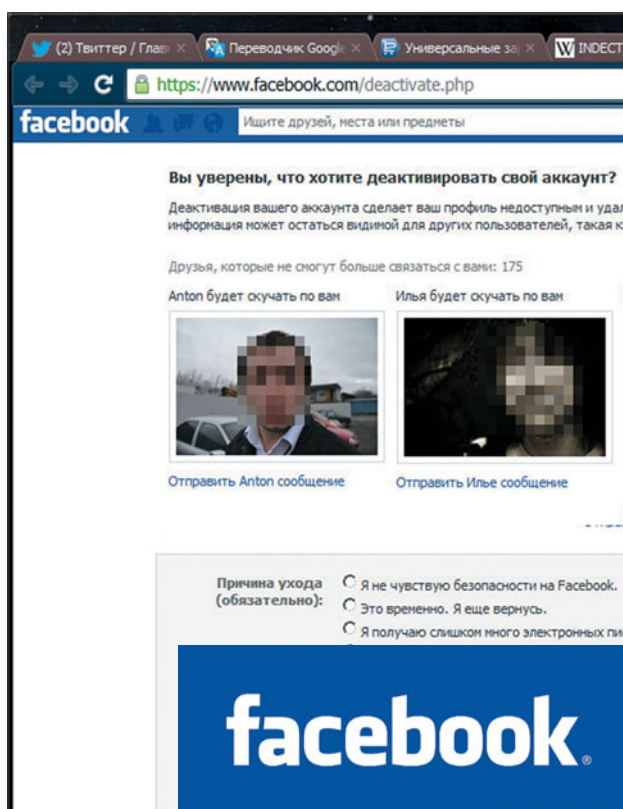 (2) Твиттер / Глав
Переводчик Google
Универсальные за
INDECT
https://www.facebook.com/deactivate.php
facebook
Ищите друзей, места или предметы
Вы уверены, что хотите деактивировать свой аккаунт?
Деактивация вашего аккаунта сделает ваш профиль недоступным и удал
информация может остаться видимой для других пользователей, такая к
Друзья, которые не смогут больше связаться с вами: 175
Anton будет скучать по вам
Илья будет скучать по вам
Отправить Anton сообщение
Отправить Илье сообщение
Причина ухода
(обязательно):
Я не чувствую безопасности на Facebook.
Это временно. Я еще вернусь.
Я получаю слишком много электронных пи
facebook®